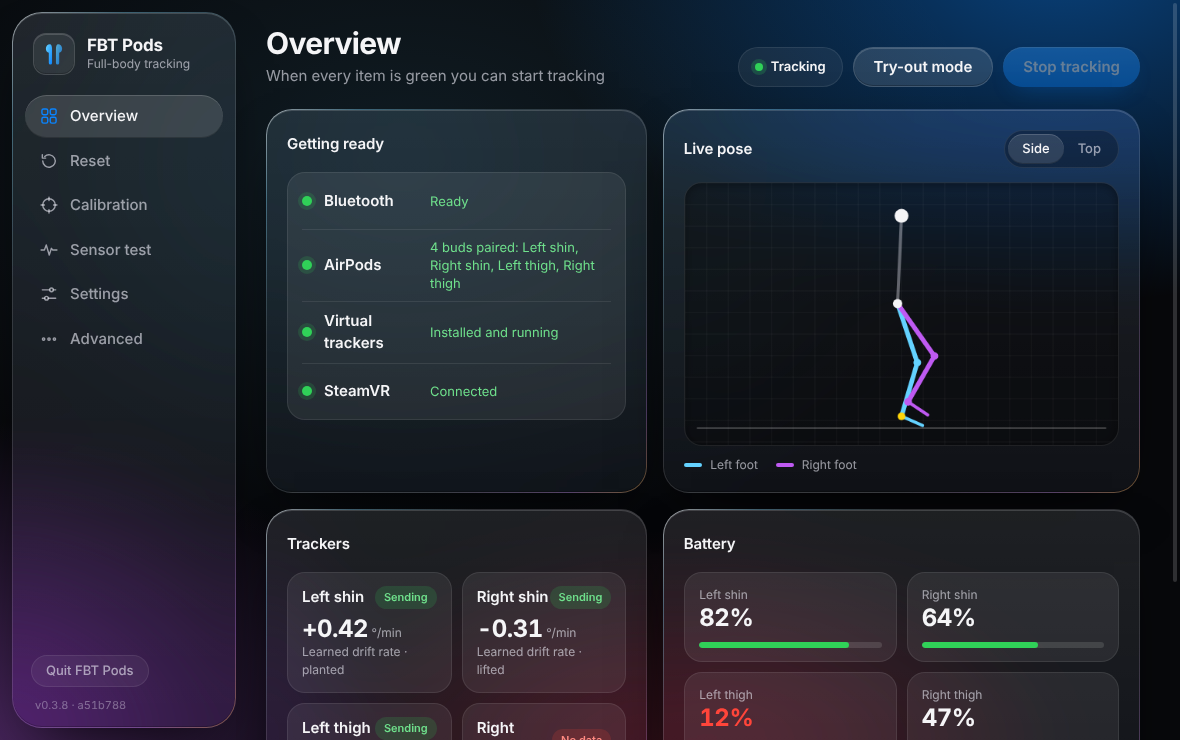 FBT Pods
Full-body tracking
Overview
Reset
Calibration
Sensor test
Settings
Advanced
Quit FBT Pods
v0.3.8 · a51b788
Overview
When every item is green you can start tracking
Tracking
Try-out mode
Stop tracking
Getting ready
Bluetooth
Ready
AirPods
4 buds paired: Left shin,
Right shin, Left thigh, Right
thigh
Virtual
trackers
Installed and running
SteamVR
Connected
Live pose
Side
Top
Left foot
Right foot
Trackers
Left shin
Sending
+0.42 °/min
Learned drift rate ·
planted
Right shin
Sending
-0.31 °/min
Learned drift rate ·
lifted
Left thigh
Sending
Right
No data
Battery
Left shin
82%
Right shin
64%
Left thigh
12%
Right thigh
47%